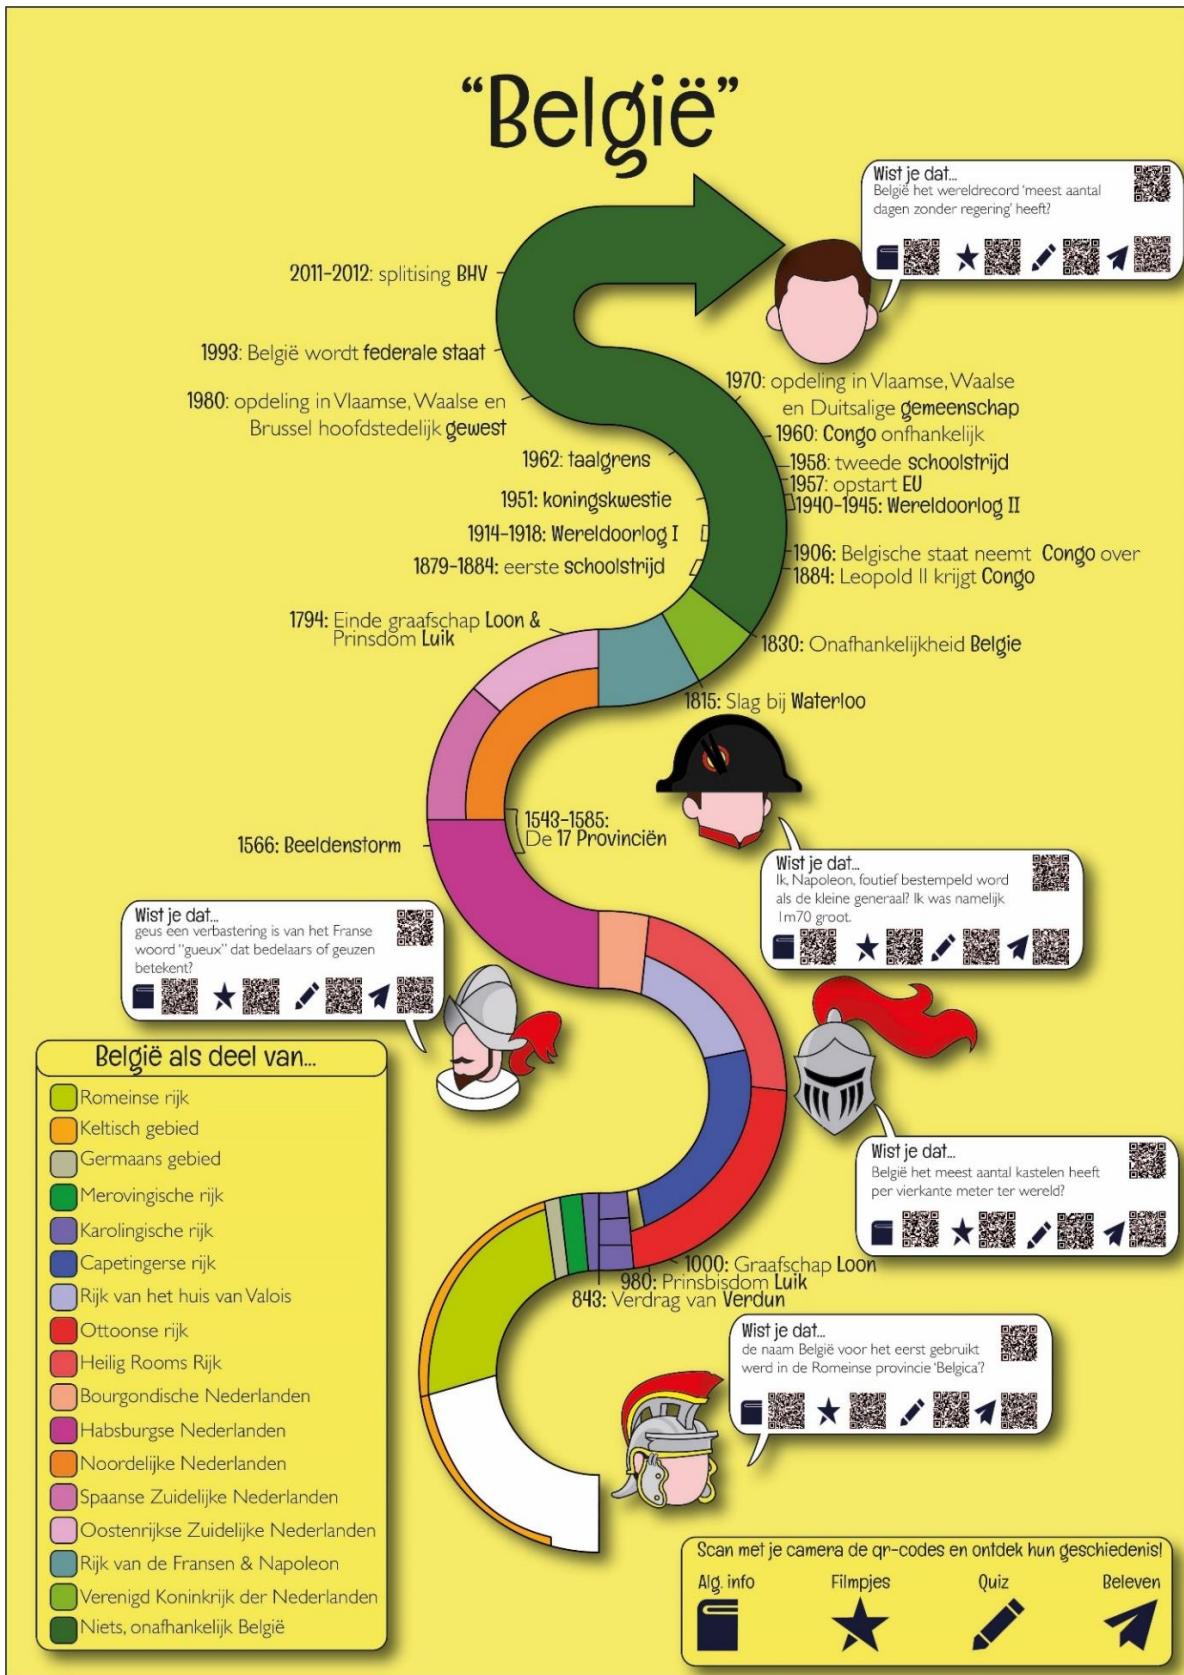 “België”
Wist je dat...
België het wereldrecord ‘meest aantal
dagen zonder regering’ heeft?
2011-2012: splitising BHV
1993: België wordt federale staat
1980: opdeling in Vlaamse, Waalse en
Brussel hoofdstedelijk gewest
1970: opdeling in Vlaamse, Waalse
en Duitsalige gemeenschap
1960: Congo onfhankelijk
1962: taalgrens
1958: tweede schoolstrijd
1957: opstart EU
1951: koningskwestie
1940-1945: Wereldoorlog II
1914-1918: Wereldoorlog I
1906: Belgische staat neemt Congo over
1879-1884: eerste schoolstrijd
1884: Leopold II krijgt Congo
1794: Einde graafschap Loon &
Prinsdom Luik
1830: Onafhankelijkheid Belgie
1815: Slag bij Waterloo
1543-1585:
De 17 Provinciën
1566: Beeldenstorm
Wist je dat...
Ik, Napoleon, foutief bestempeld word
als de kleine generaal? Ik was namelijk
1m70 groot.
Wist je dat...
geus een verbastering is van het Franse
woord “gueux” dat bedelaars of geuzen
betekent?
Wist je dat...
België het meest aantal kastelen heeft
per vierkante meter ter wereld?
1000: Graafschap Loon
980: Prinsbisdom Luik
843: Verdrag van Verdun
Wist je dat...
de naam België voor het eerst gebruikt
werd in de Romeinse provincie ‘Belgica’?
België als deel van...
Romeinse rijk
Keltisch gebied
Germaans gebied
Merovingische rijk
Karolingische rijk
Capetingerse rijk
Rijk van het huis van Valois
Ottoonse rijk
Heilig Rooms Rijk
Bourgondische Nederlanden
Habsburgse Nederlanden
Noordelijke Nederlanden
Spaanse Zuidelijke Nederlanden
Oostenrijkse Zuidelijke Nederlanden
Rijk van de Fransen & Napoleon
Verenigd Koninkrijk der Nederlanden
Niets, onafhankelijk België
Scan met je camera de qr-codes en ontdek hun geschiedenis!
Alg. info Filmpjes Quiz Beleven